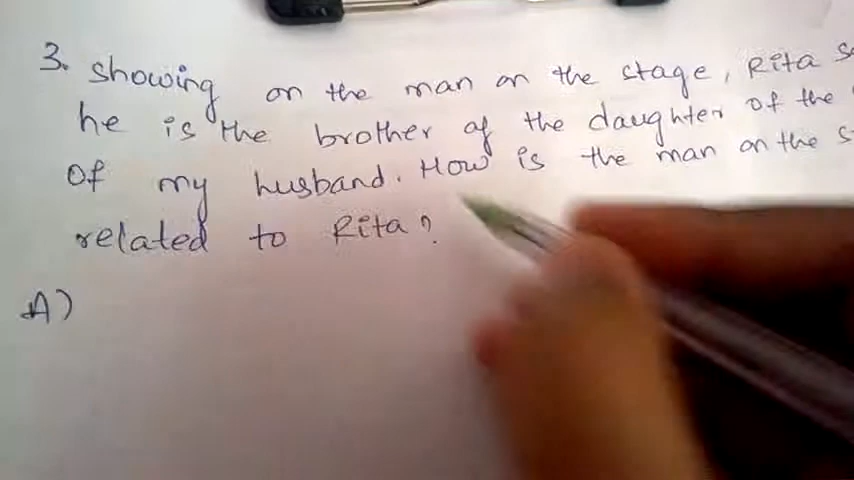 3. Showing on the man on the stage, Rita
he is the brother of the daughter of the
of my husband. How is the man on the
related to Rita?
A)